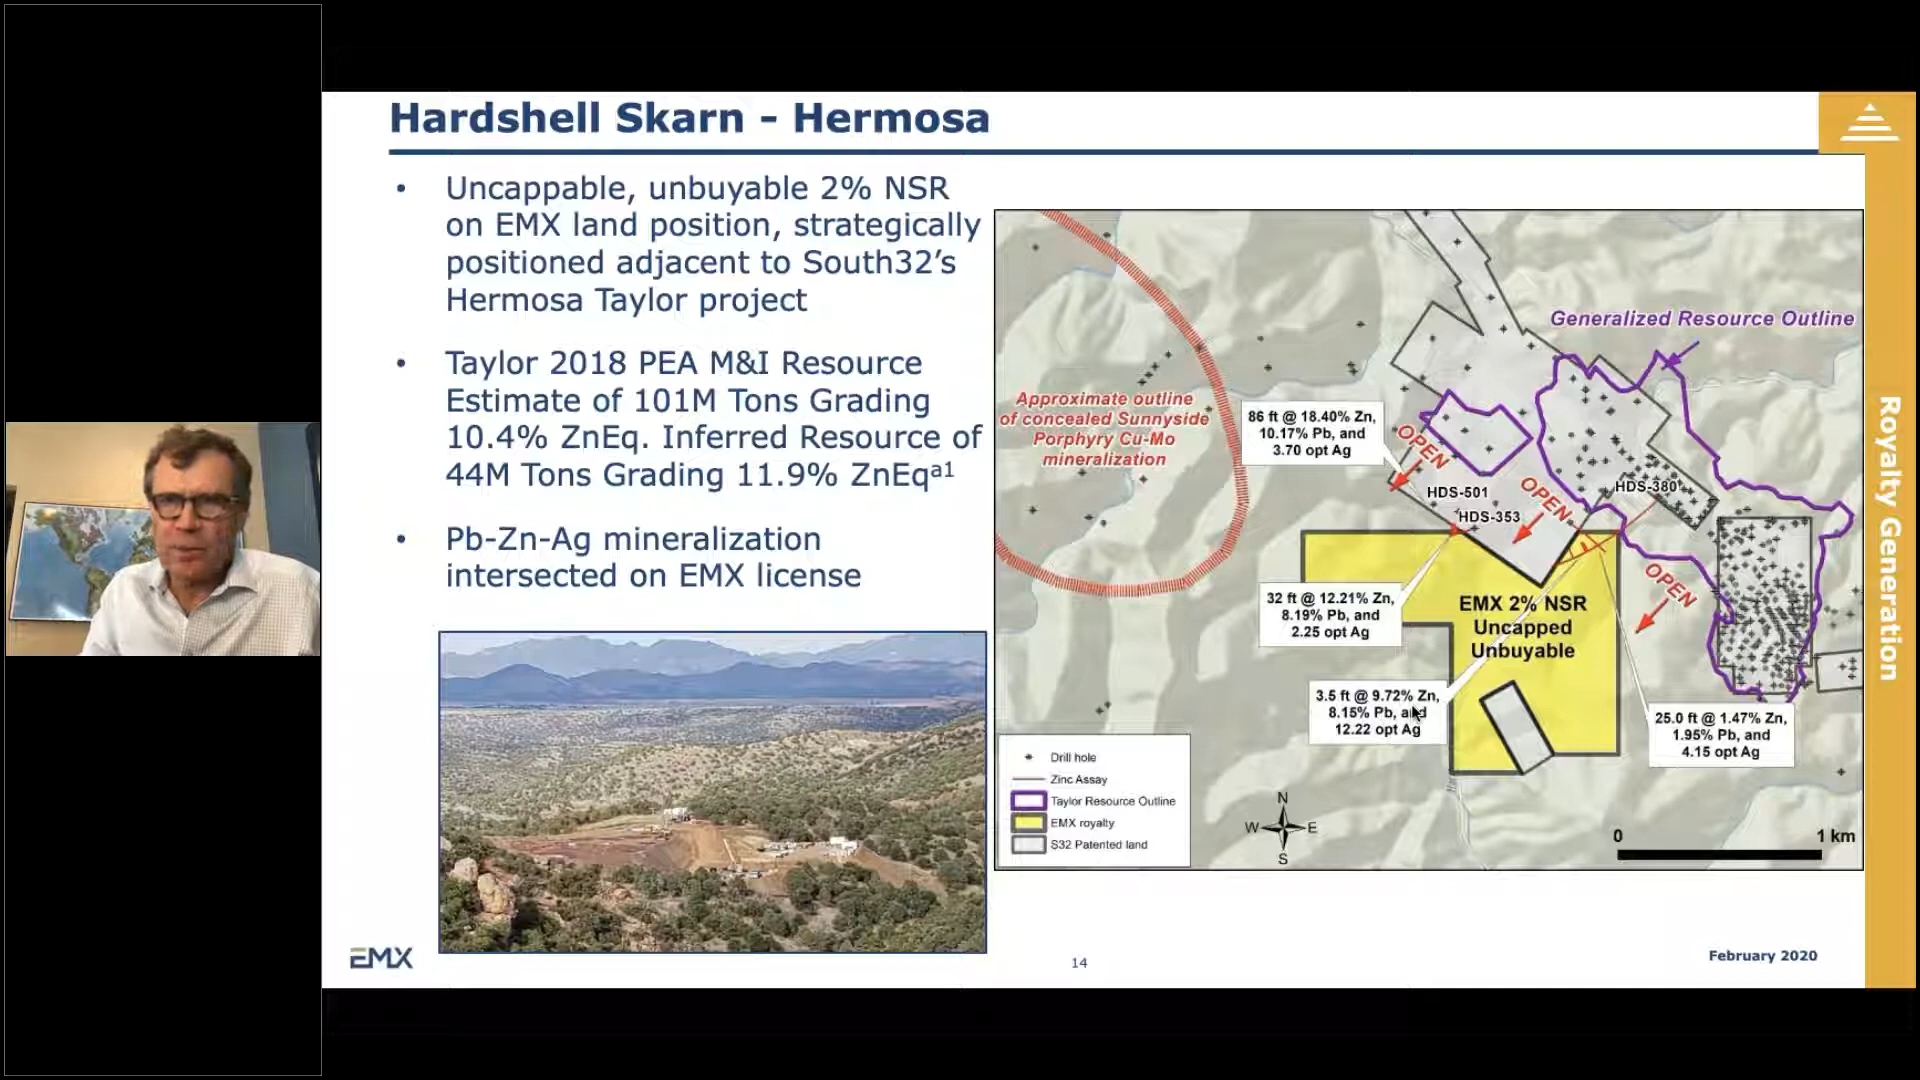 Hardshell Skarn - Hermosa
• Uncappable, unbuyable 2% NSR
on EMX land position, strategically
positioned adjacent to South32’s
Hermosa Taylor project
• Taylor 2018 PEA M&I Resource
Estimate of 101M Tons Grading
10.4% ZnEq. Inferred Resource of
44M Tons Grading 11.9% ZnEqa1
• Pb-Zn-Ag mineralization
intersected on EMX license
Generalized Resource Outline
Approximate outline
of concealed Sunnyside
Porphyry Cu-Mo
mineralization
86 ft @ 18.40% Zn,
10.17% Pb, and
3.70 opt Ag
OPEN
HDS-501
HDS-353
OPEN
HDS-380
OPEN
32 ft @ 12.21% Zn,
8.19% Pb, and
2.25 opt Ag
EMX 2% NSR
Uncapped
Unbuyable
3.5 ft @ 9.72% Zn,
8.15% Pb, and
12.22 opt Ag
25.0 ft @ 1.47% Zn,
1.95% Pb, and
4.15 opt Ag
Drill hole
Zinc Assay
Taylor Resource Outline
EMX royalty
S32 Patented land
N
W E
S
0 1 km
Royalty Generation
EMX
14
February 2020